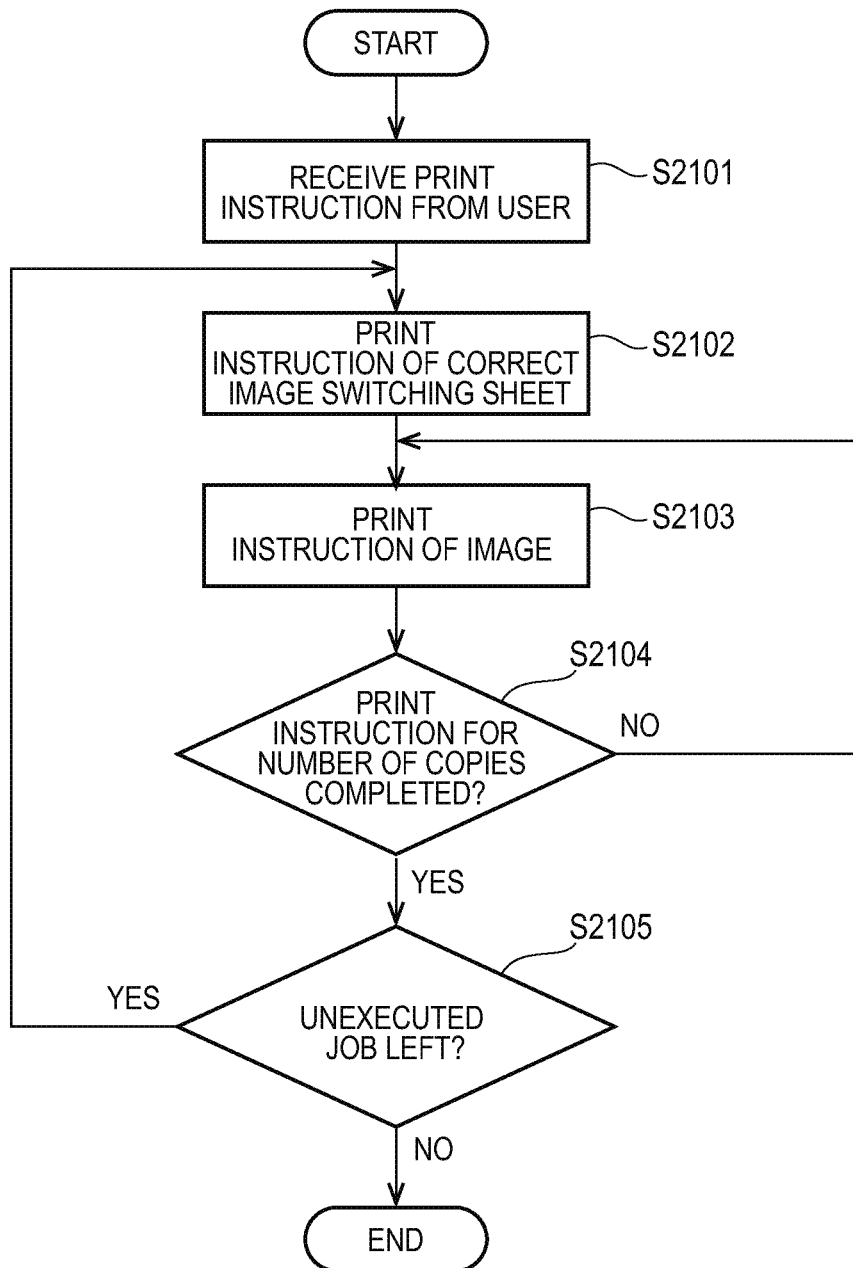 START
RECEIVE PRINT
INSTRUCTION FROM USER
S2101
PRINT
INSTRUCTION OF CORRECT
IMAGE SWITCHING SHEET
S2102
PRINT
INSTRUCTION OF IMAGE
S2103
S2104
PRINT
INSTRUCTION FOR
NUMBER OF COPIES
COMPLETED?
NO
YES
S2105
YES
UNEXECUTED
JOB LEFT?
NO
END